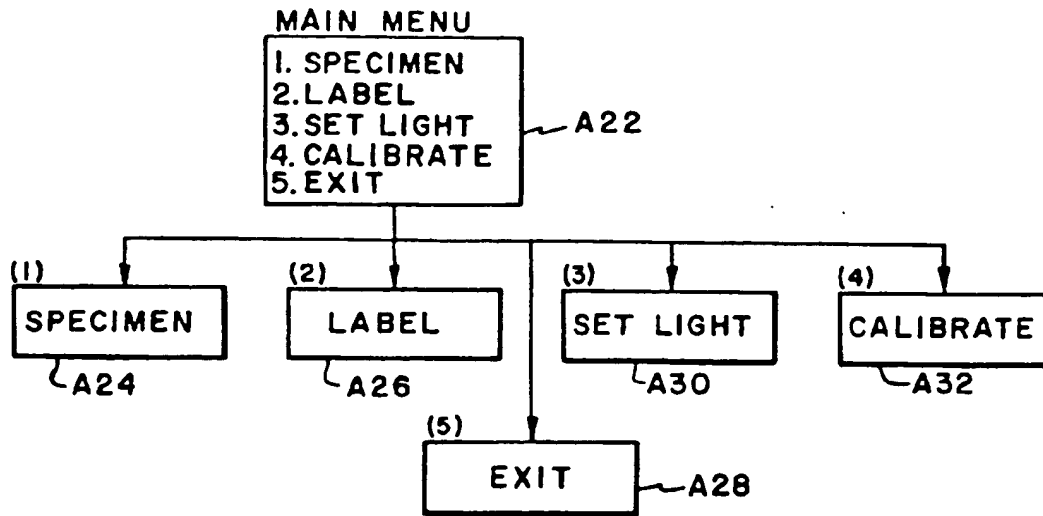 MAIN MENU
1. SPECIMEN
2. LABEL
3. SET LIGHT
4. CALIBRATE
5. EXIT
A22
(1)
SPECIMEN
A24
(2)
LABEL
A26
(3)
SET LIGHT
A30
(4)
CALIBRATE
A32
(5)
EXIT
A28